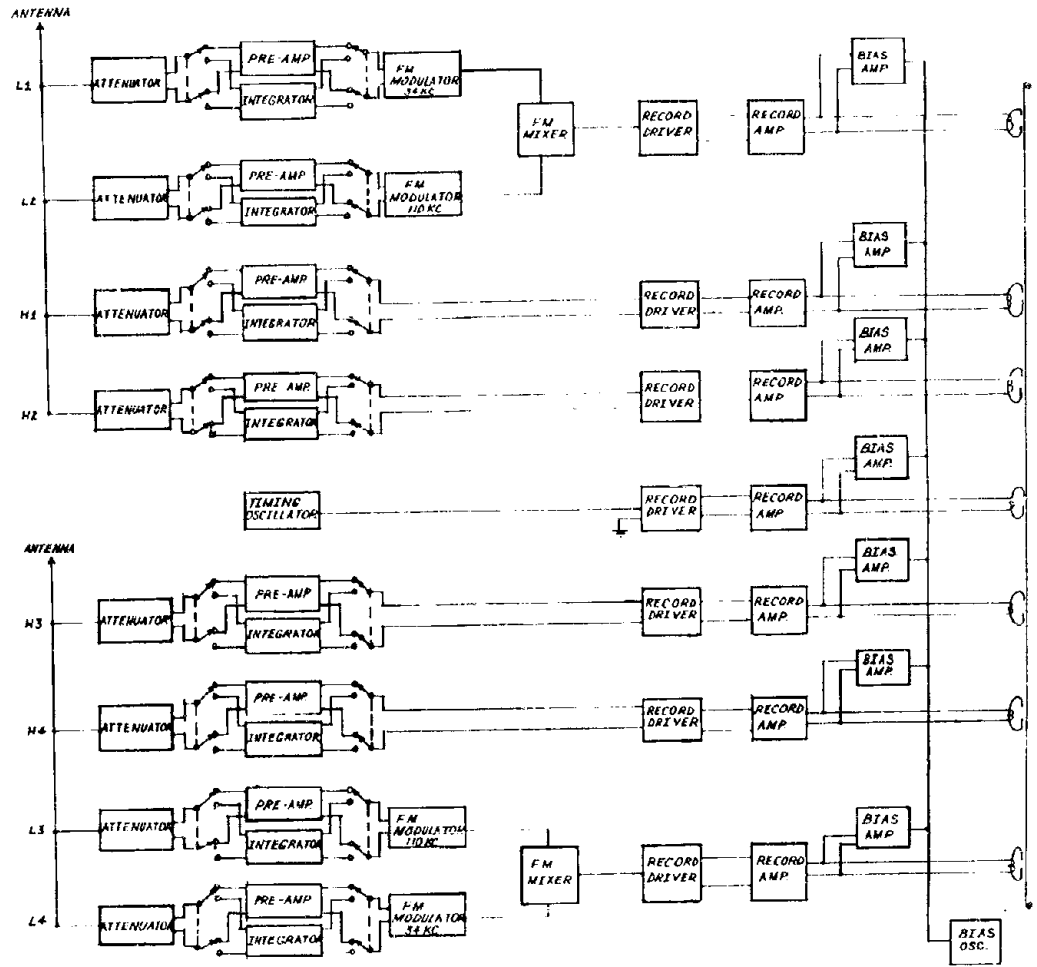 ANTENNA
L1
ATTENUATOR
PRE-AMP
INTEGRATOR
FM
MODULATOR
54 KC
FM
MIXER
RECORD
DRIVER
RECORD
AMP.
BIAS
AMP.
L2
ATTENUATOR
PRE-AMP
INTEGRATOR
FM
MODULATOR
110 KC
H1
ATTENUATOR
PRE-AMP
INTEGRATOR
RECORD
DRIVER
RECORD
AMP.
BIAS
AMP
H2
ATTENUATOR
PRE AMP.
INTEGRATOR
RECORD
DRIVER
RECORD
AMP.
BIAS
AMP.
TIMING
OSCILLATOR
RECORD
DRIVER
RECORD
AMP
BIAS
AMP.
ANTENNA
H3
ATTENUATOR
PRE-AMP
INTEGRATOR
RECORD
DRIVER
RECORD
AMP.
BIAS
AMP.
H4
ATTENUATOR
PRE-AMP
INTEGRATOR
RECORD
DRIVER
RECORD
AMP.
BIAS
AMP.
L3
ATTENUATOR
PRE-AMP.
INTEGRATOR
FM
MODULATOR
110 KC
FM
MIXER
RECORD
DRIVER
RECORD
AMP.
BIAS
AMP
L4
ATTENUATOR
PRE-AMP
INTEGRATOR
FM
MODULATOR
54 KC
BIAS
OSC.